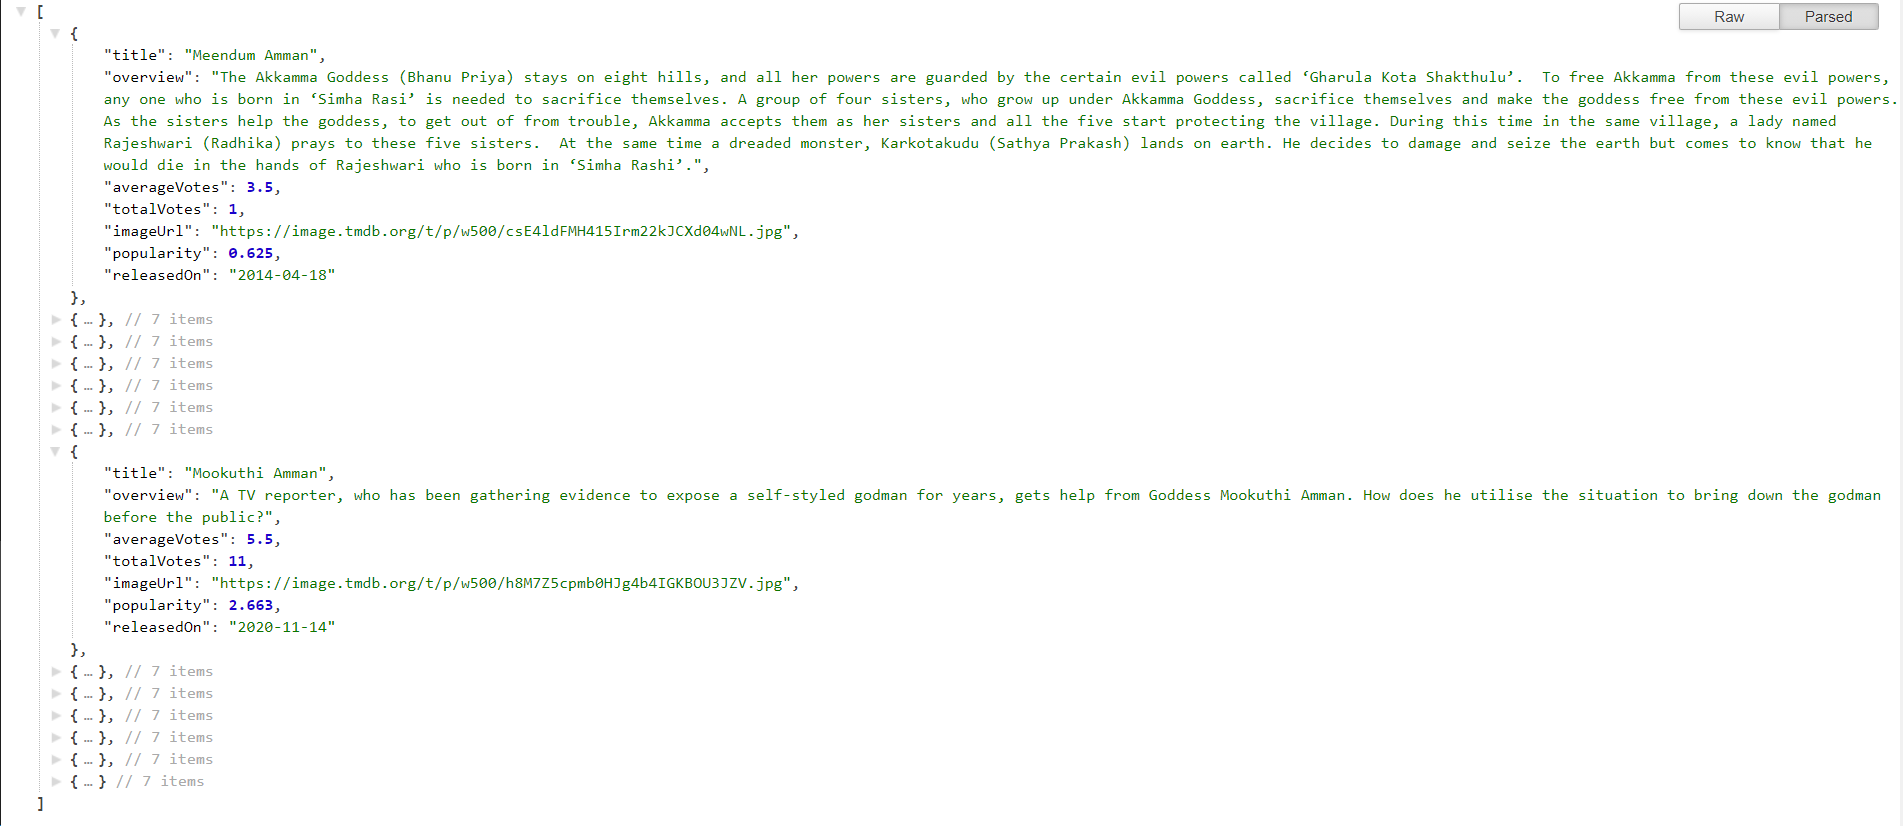 [
Raw Parsed
{
"title": "Meendum Amman",
"overview": "The Akkamma Goddess (Bhanu Priya) stays on eight hills, and all her powers are guarded by the certain evil powers called ‘Gharula Kota Shakthulu’.  To free Akkamma from these evil powers,
any one who is born in ‘Simha Rasi’ is needed to sacrifice themselves. A group of four sisters, who grow up under Akkamma Goddess, sacrifice themselves and make the goddess free from these evil powers.
As the sisters help the goddess, to get out of from trouble, Akkamma accepts them as her sisters and all the five start protecting the village. During this time in the same village, a lady named
Rajeshwari (Radhika) prays to these five sisters.  At the same time a dreaded monster, Karkotakudu (Sathya Prakash) lands on earth. He decides to damage and seize the earth but comes to know that he
would die in the hands of Rajeshwari who is born in ‘Simha Rashi’.",
"averageVotes": 3.5,
"totalVotes": 1,
"imageUrl": "https://image.tmdb.org/t/p/w500/csE4ldFMH415Irm22kJCXd04wNL.jpg",
"popularity": 0.625,
"releasedOn": "2014-04-18"
},
{ … }, // 7 items
{ … }, // 7 items
{ … }, // 7 items
{ … }, // 7 items
{ … }, // 7 items
{ … }, // 7 items
{
"title": "Mookuthi Amman",
"overview": "A TV reporter, who has been gathering evidence to expose a self-styled godman for years, gets help from Goddess Mookuthi Amman. How does he utilise the situation to bring down the godman
before the public?",
"averageVotes": 5.5,
"totalVotes": 11,
"imageUrl": "https://image.tmdb.org/t/p/w500/h8M7Z5cpmb0HJg4b4IGKBOU3JZV.jpg",
"popularity": 2.663,
"releasedOn": "2020-11-14"
},
{ … }, // 7 items
{ … }, // 7 items
{ … }, // 7 items
{ … }, // 7 items
{ … }, // 7 items
{ … } // 7 items
]